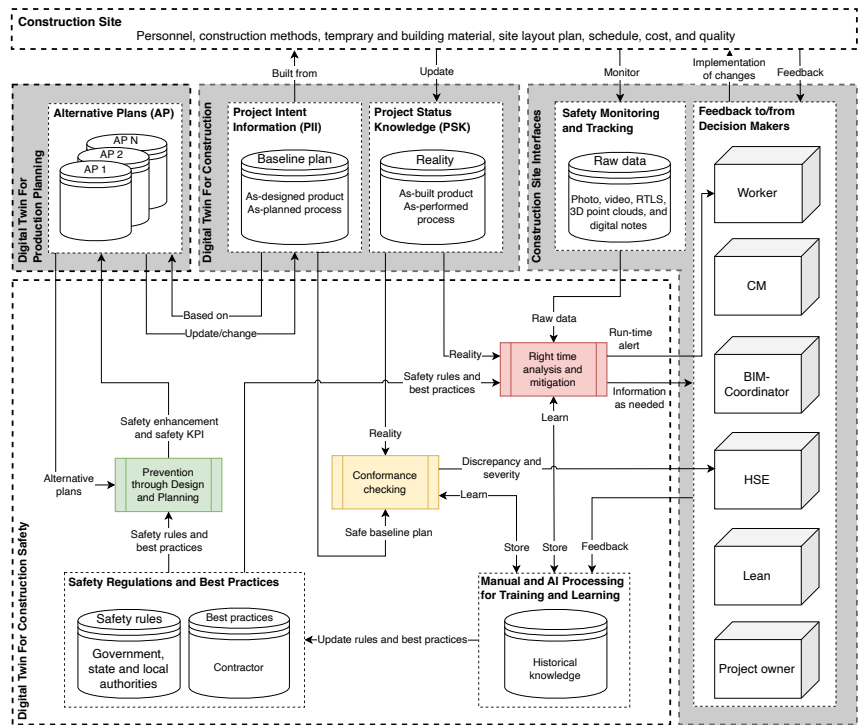 Construction Site
Personnel, construction methods, temprary and building material, site layout plan, schedule, cost, and quality
Built from
Update
Monitor
Implementation
of changes
Feedback
Digital Twin For
Production Planning
Alternative Plans (AP)
AP N
AP 2
AP 1
Digital Twin For Construction
Project Intent
Information (PII)
Baseline plan
As-designed product
As-planned process
Project Status
Knowledge (PSK)
Reality
As-built product
As-performed
process
Construction Site Interfaces
Safety Monitoring
and Tracking
Raw data
Photo, video, RTLS,
3D point clouds, and
digital notes
Feedback to/from
Decision Makers
Worker
CM
BIM-
Coordinator
HSE
Lean
Project owner
Digital Twin For Construction Safety
Based on
Update/change
Raw data
Reality
Right time
analysis and
mitigation
Run-time
alert
Information
as needed
Safety rules and
best practices
Learn
Safety enhancement
and safety KPI
Reality
Alternative
plans
Prevention
through Design
and Planning
Conformance
checking
Discrepancy and
severity
Learn
Safety rules and
best practices
Safe baseline plan
Store
Store
Feedback
Safety Regulations and Best Practices
Safety rules
Government,
state and local
authorities
Best practices
Contractor
Update rules and best practices
Manual and AI Processing
for Training and Learning
Historical
knowledge